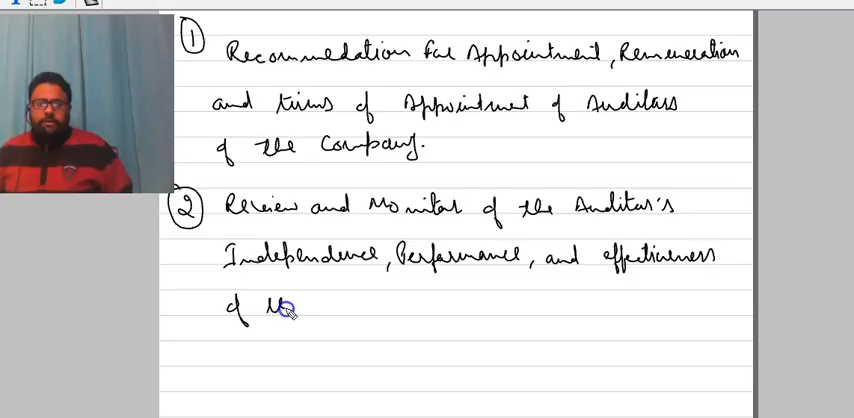 ①
Recommedation for Appointment, Remuneration
and terms of Appointment of Auditors
of the Company.
② Review and Monitor of the Auditor's
Independence, Performance, and effectiveness
of